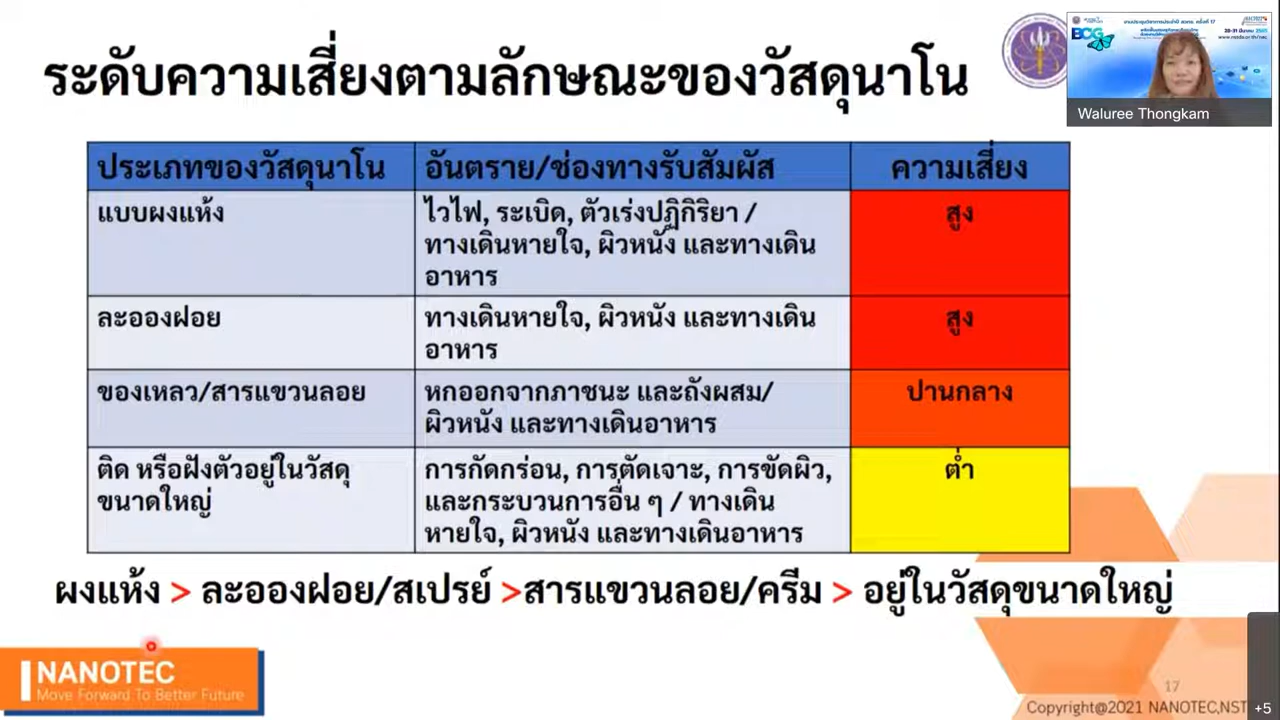 ระดับความเสี่ยงตามลักษณะของวัสดุนาโน
Waluree Thongkam
ประเภทของวัสดุนาโน
อันตราย/ช่องทางรับสัมผัส
ความเสี่ยง
แบบผงแห้ง
ไวไฟ, ระเบิด, ตัวเร่งปฏิกิริยา /
ทางเดินหายใจ, ผิวหนัง และทางเดิน
อาหาร
สูง
ละอองฝอย
ทางเดินหายใจ, ผิวหนัง และทางเดิน
อาหาร
สูง
ของเหลว/สารแขวนลอย
หกออกจากภาชนะ และถังผสม/
ผิวหนัง และทางเดินอาหาร
ปานกลาง
ติด หรือฝังตัวอยู่ในวัสดุ
ขนาดใหญ่
การกัดกร่อน, การตัดเจาะ, การขัดผิว,
และกระบวนการอื่น ๆ / ทางเดิน
หายใจ, ผิวหนัง และทางเดินอาหาร
ต่ำ
ผงแห้ง > ละอองฝอย/สเปรย์ >สารแขวนลอย/ครีม > อยู่ในวัสดุขนาดใหญ่
NANOTEC
Move Forward To Better Future
17
Copyright@2021 NANOTEC,NST
+5